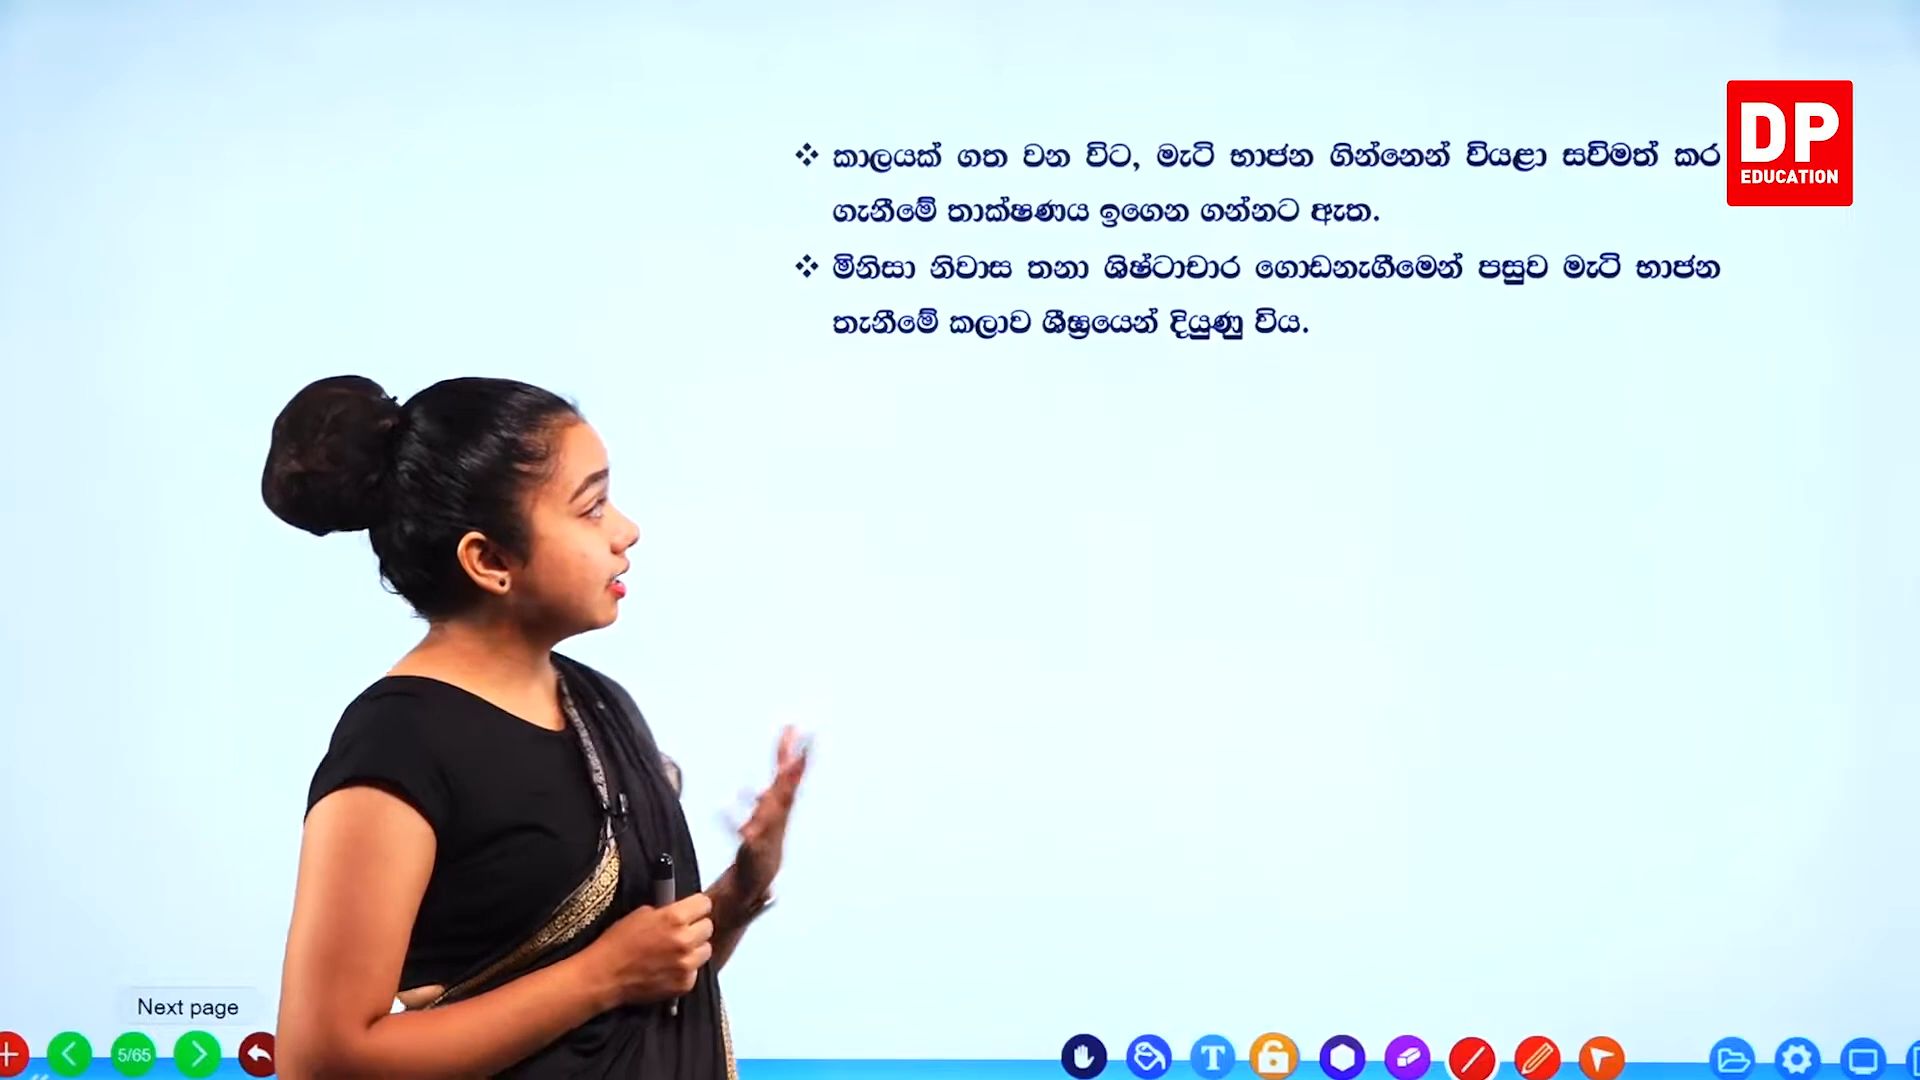 ❖ කාලයක් ගත වන විට, මැටි භාජන ගින්නෙන් වියළා සවිමත් කර
ගැනීමේ තාක්ෂණය ඉගෙන ගන්නට ඇත.
❖ මිනිසා නිවාස තනා ශිෂ්ටාචාර ගොඩනැගීමෙන් පසුව මැටි භාජන
තැනීමේ කලාව ශීඝ්‍රයෙන් දියුණු විය.
DP
EDUCATION
Next page
5/65
T